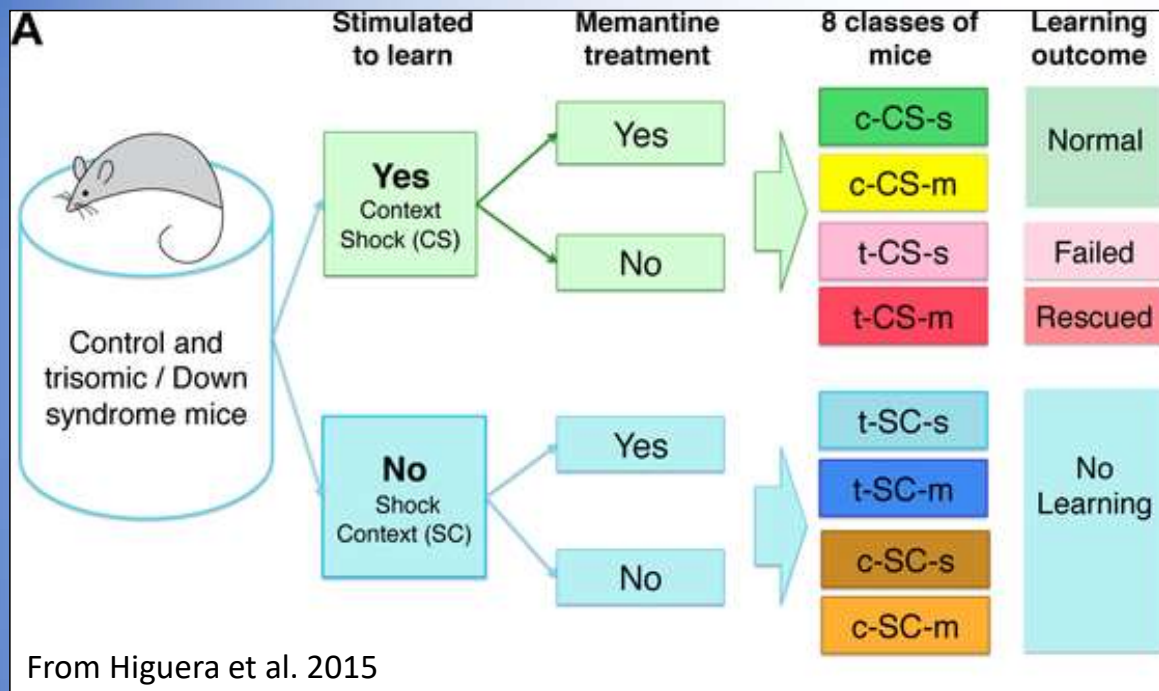 A
Stimulated
to learn
Memantine
treatment
8 classes of
mice
Learning
outcome
Control and
trisomic / Down
syndrome mice
Yes
Context
Shock (CS)
Yes
No
c-CS-s
c-CS-m
t-CS-s
t-CS-m
Normal
Failed
Rescued
No
Shock
Context (SC)
Yes
No
t-SC-s
t-SC-m
c-SC-s
c-SC-m
No
Learning
From Higuera et al. 2015